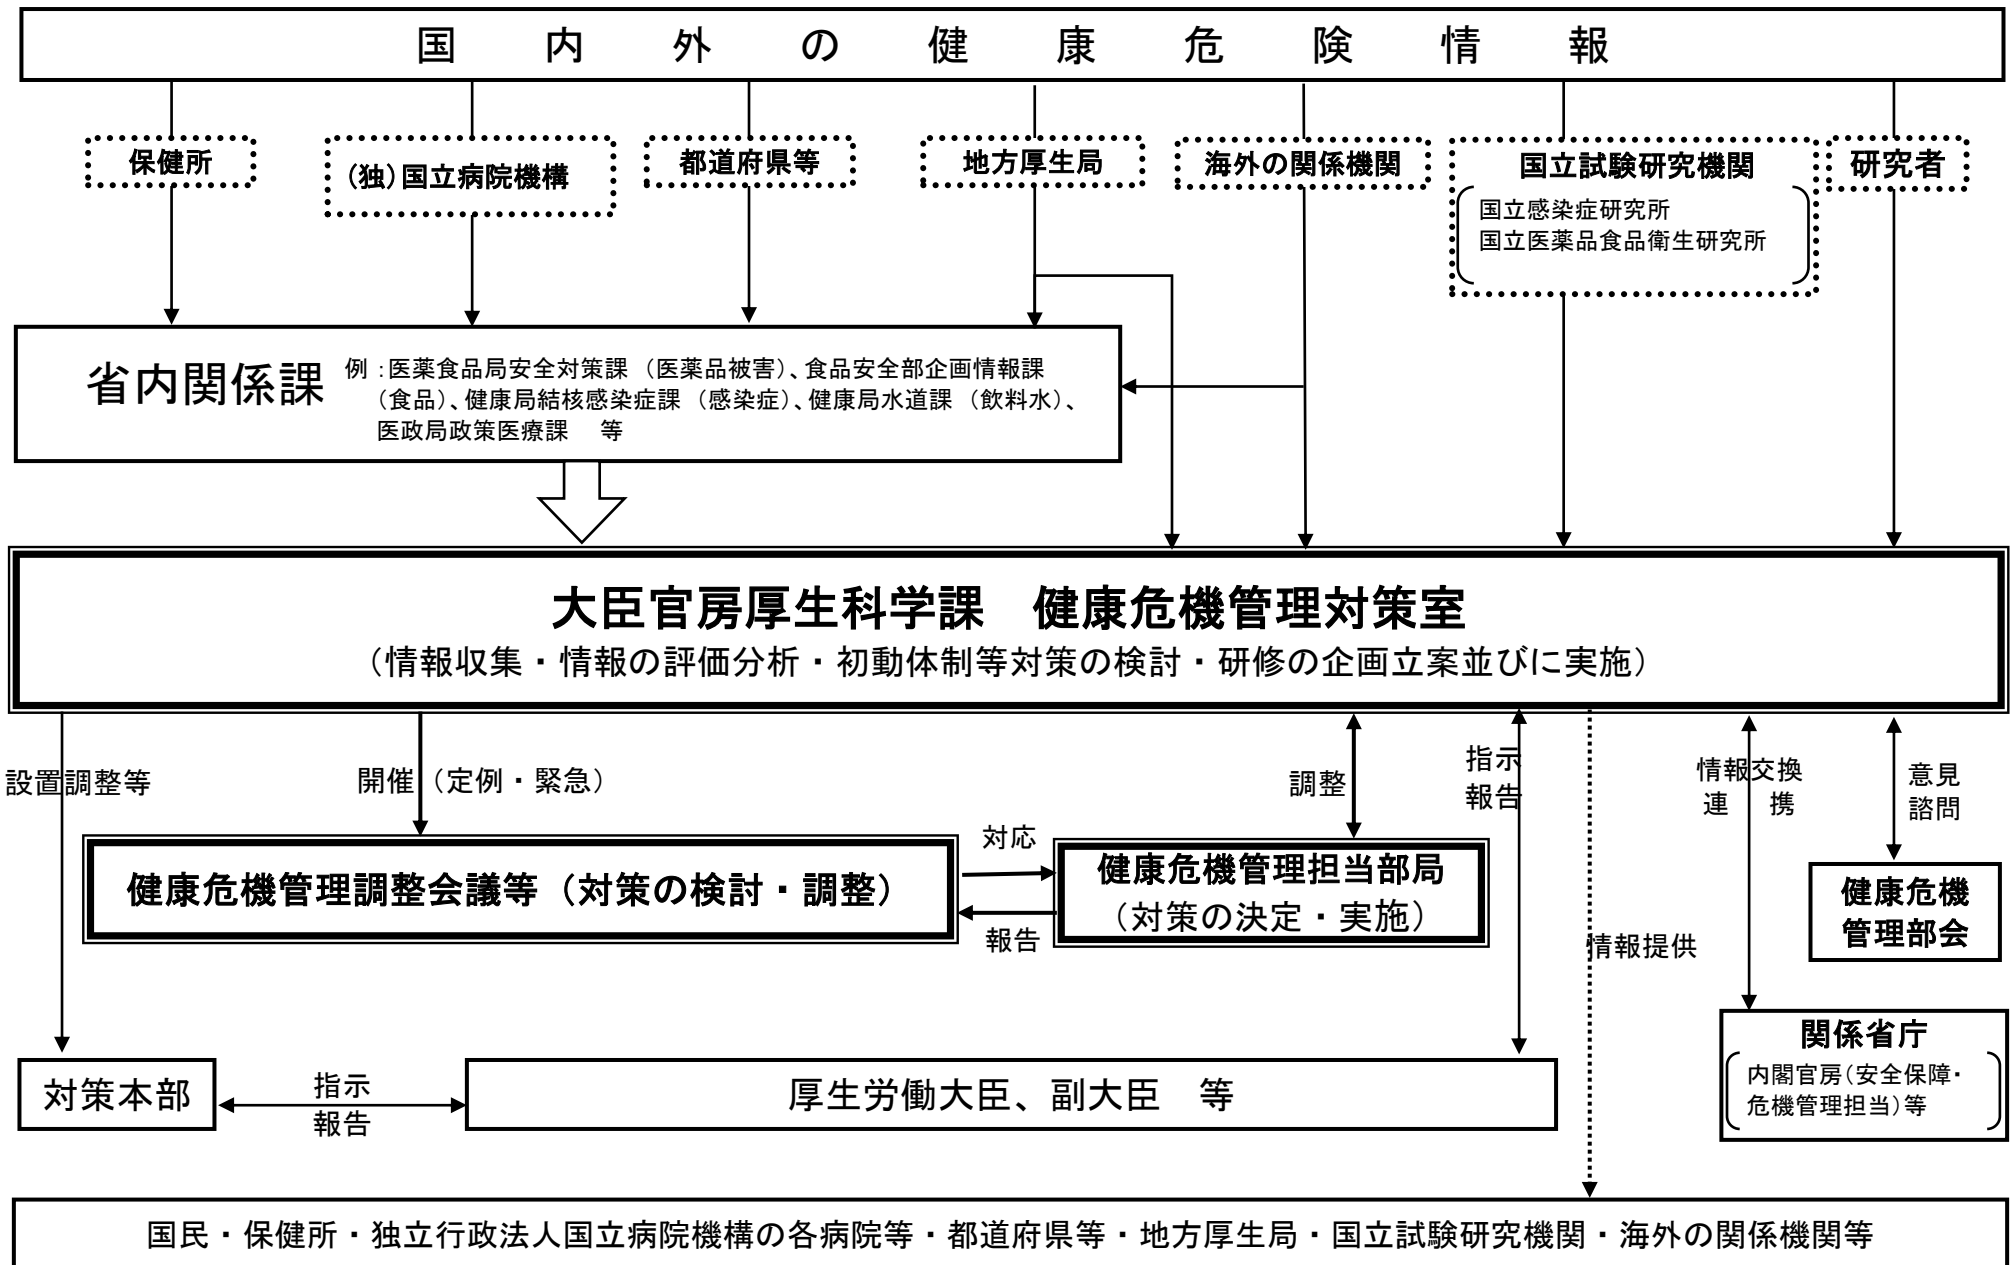 国内外の健康危険情報
保健所
（独）国立病院機構
都道府県等
地方厚生局
海外の関係機関
国立試験研究機関
国立感染症研究所
国立医薬品食品衛生研究所
研究者
省内関係課
例：医薬食品局安全対策課（医薬品被害）、食品安全部企画情報課
（食品）、健康局結核感染症課（感染症）、健康局水道課（飲料水）、
医政局政策医療課　等
大臣官房厚生科学課　健康危機管理対策室
（情報収集・情報の評価分析・初動体制等対策の検討・研修の企画立案並びに実施）
設置調整等
開催（定例・緊急）
調整
指示
報告
情報交換
連　携
意見
諮問
健康危機管理調整会議等（対策の検討・調整）
対応
報告
健康危機管理担当部局
（対策の決定・実施）
健康危機
管理部会
情報提供
関係省庁
内閣官房（安全保障・
危機管理担当）等
対策本部
指示
報告
厚生労働大臣、副大臣　等
国民・保健所・独立行政法人国立病院機構の各病院等・都道府県等・地方厚生局・国立試験研究機関・海外の関係機関等